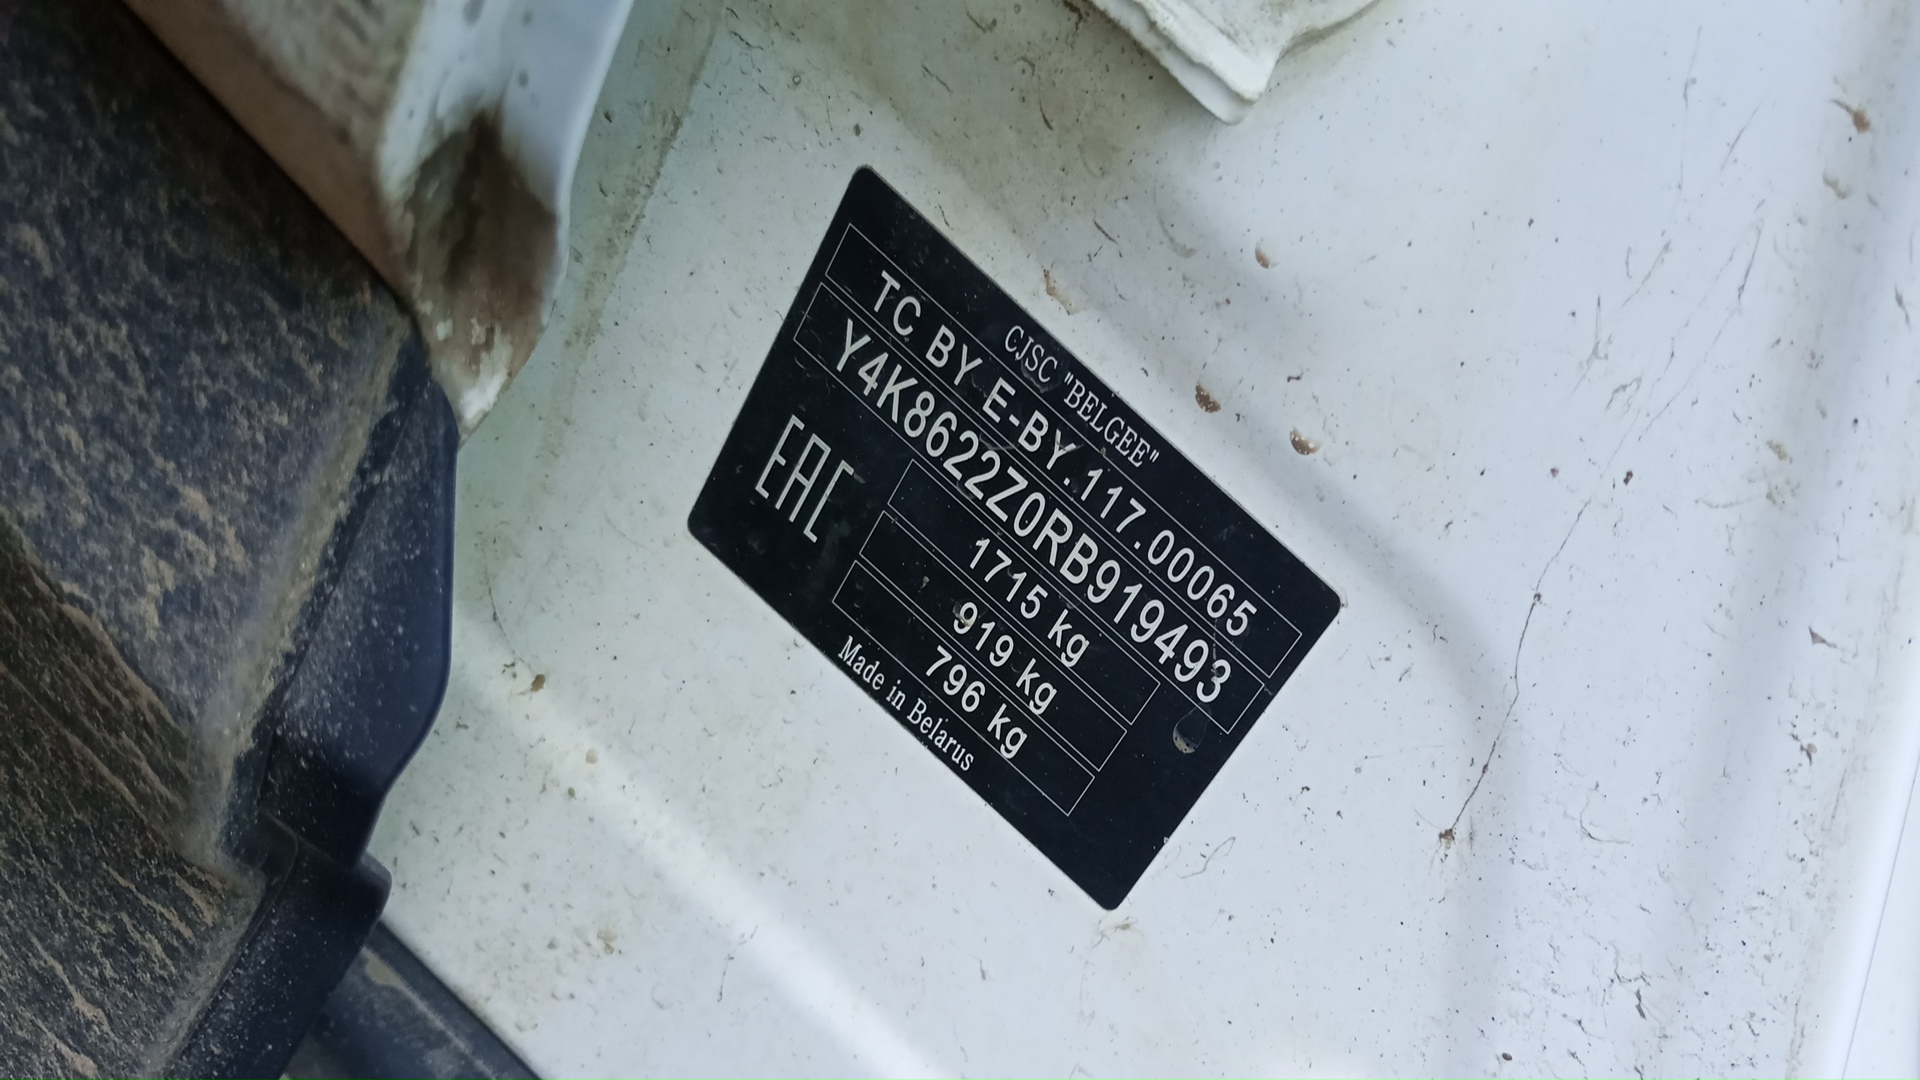 CJSC "BELGEE"
TC BY E-BY.117.00065
Y4K8622Z0RB919493
EAC
1715 kg
919 kg
796 kg
Made in Belarus